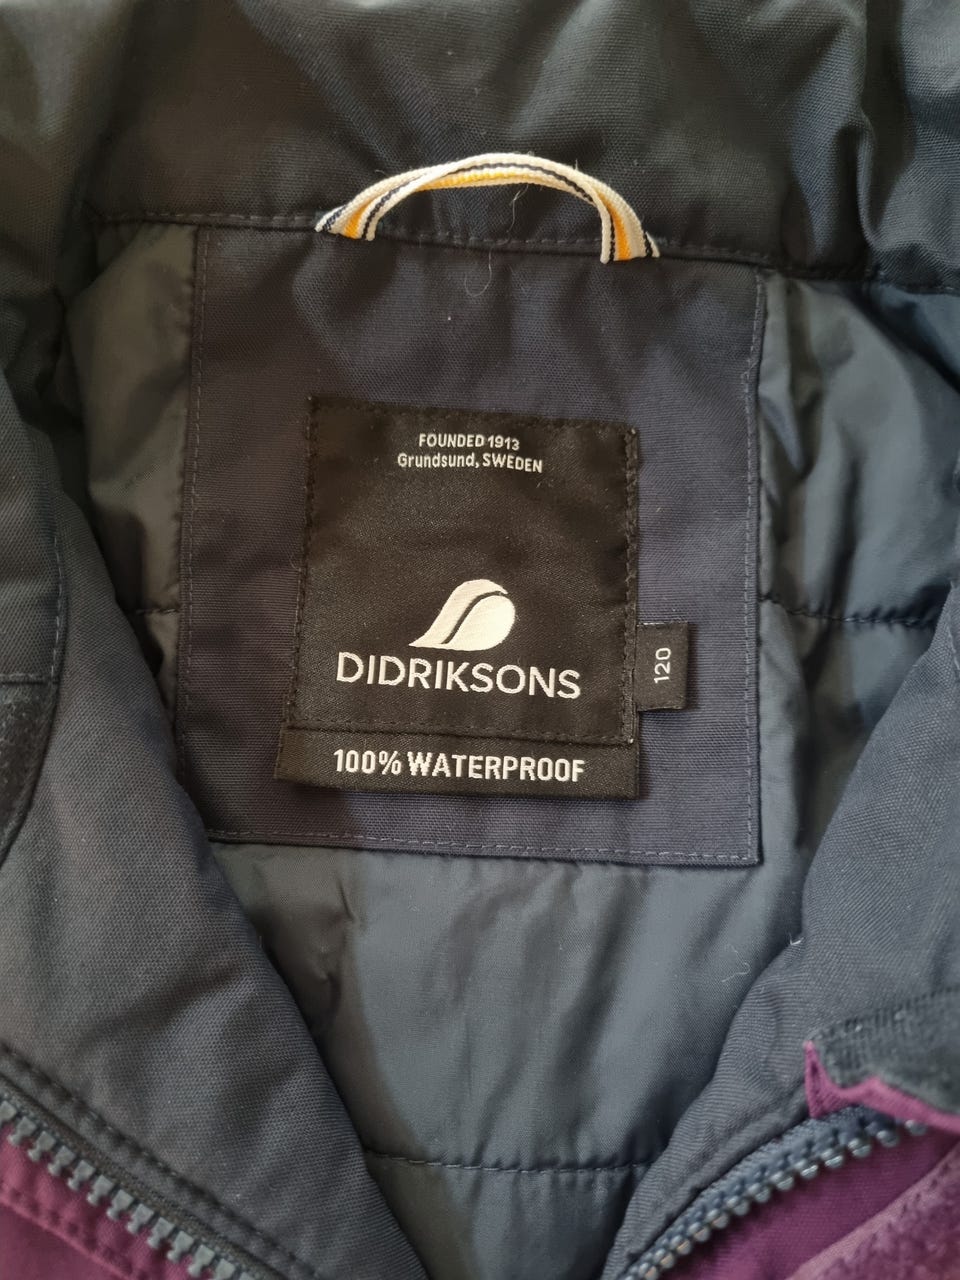 FOUNDED 1913
Grundsund, SWEDEN
DIDRIKSONS
120
100% WATERPROOF